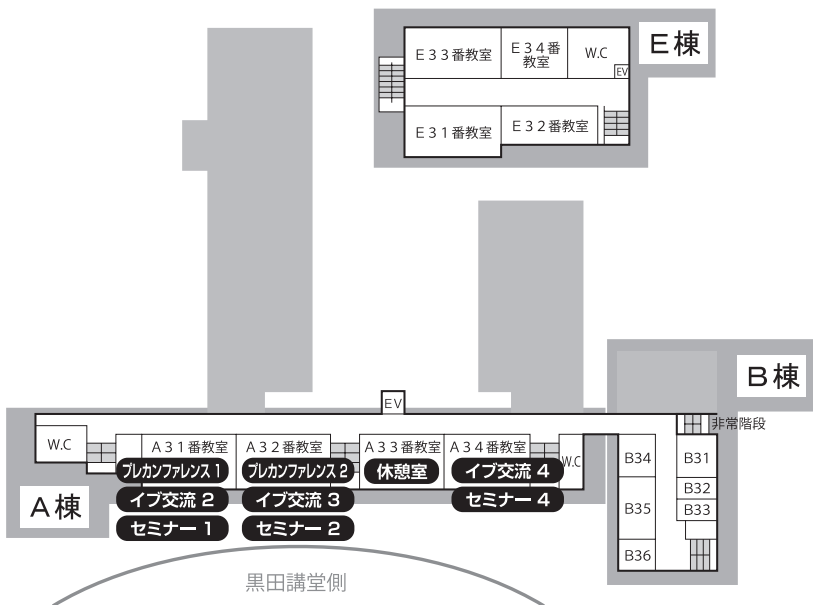 E棟
E３３番教室
E３４番
教室
W.C
EV
E３１番教室
E３２番教室
B棟
EV
非常階段
W.C
A３１番教室
A３２番教室
A３３番教室
A３４番教室
W.C
プレカンファレンス 1
プレカンファレンス 2
休憩室
イブ交流 4
イブ交流 2
イブ交流 3
セミナー 4
セミナー 1
セミナー 2
A棟
B34
B31
B32
B35
B33
B36
黒田講堂側